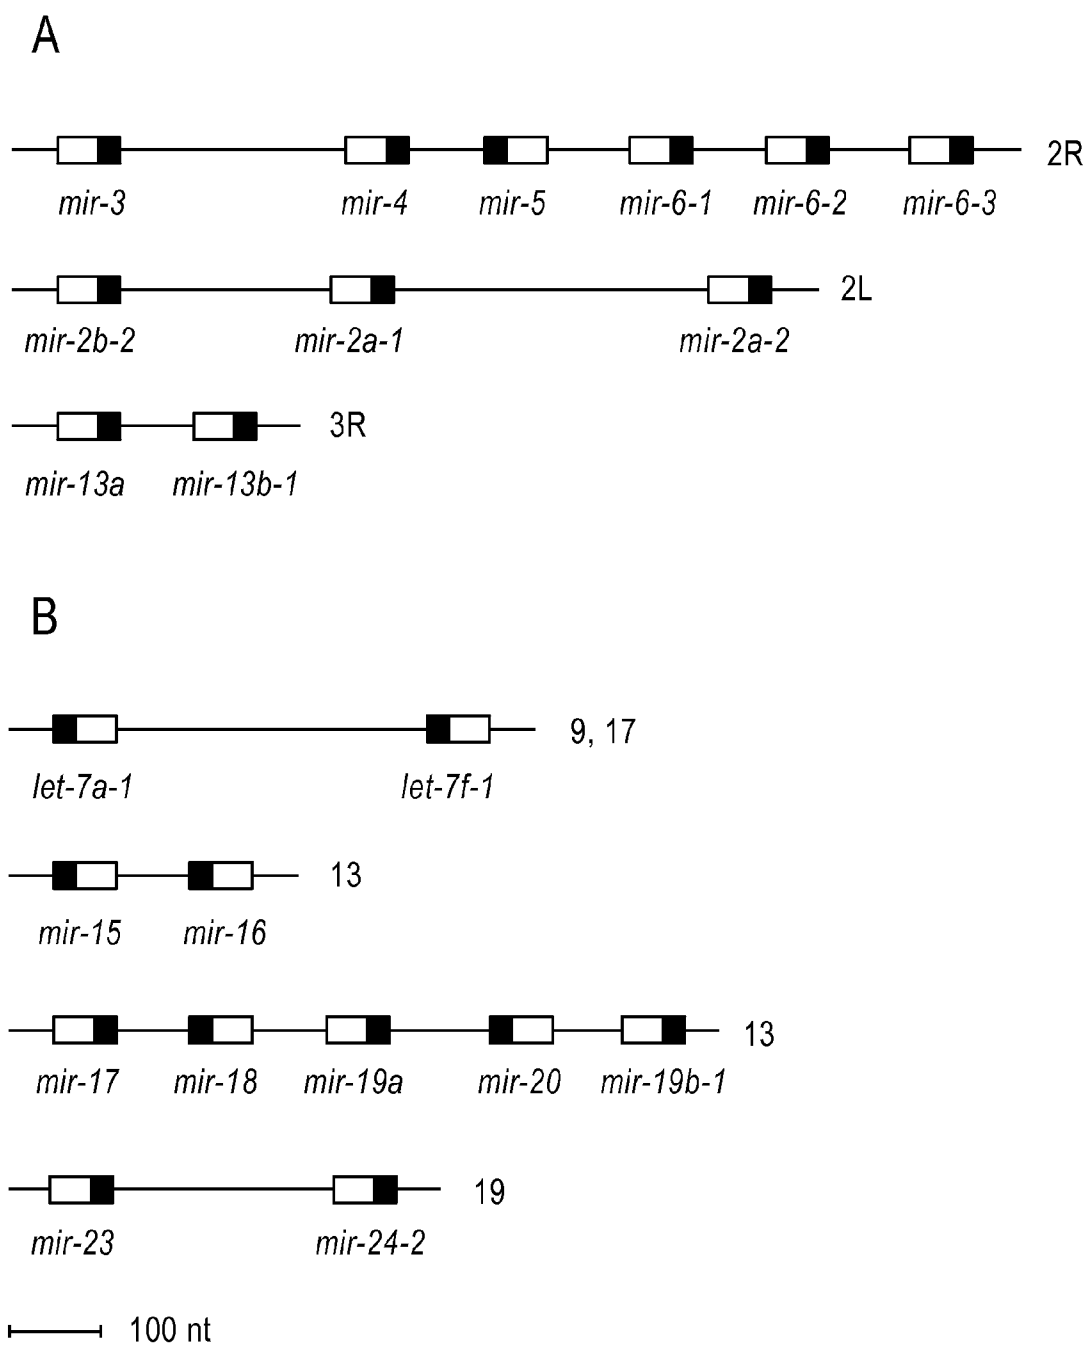 A
2R
mir-3 mir-4 mir-5 mir-6-1 mir-6-2 mir-6-3
2L
mir-2b-2 mir-2a-1 mir-2a-2
3R
mir-13a mir-13b-1
B
9, 17
let-7a-1 let-7f-1
13
mir-15 mir-16
13
mir-17 mir-18 mir-19a mir-20 mir-19b-1
19
mir-23 mir-24-2
100 nt